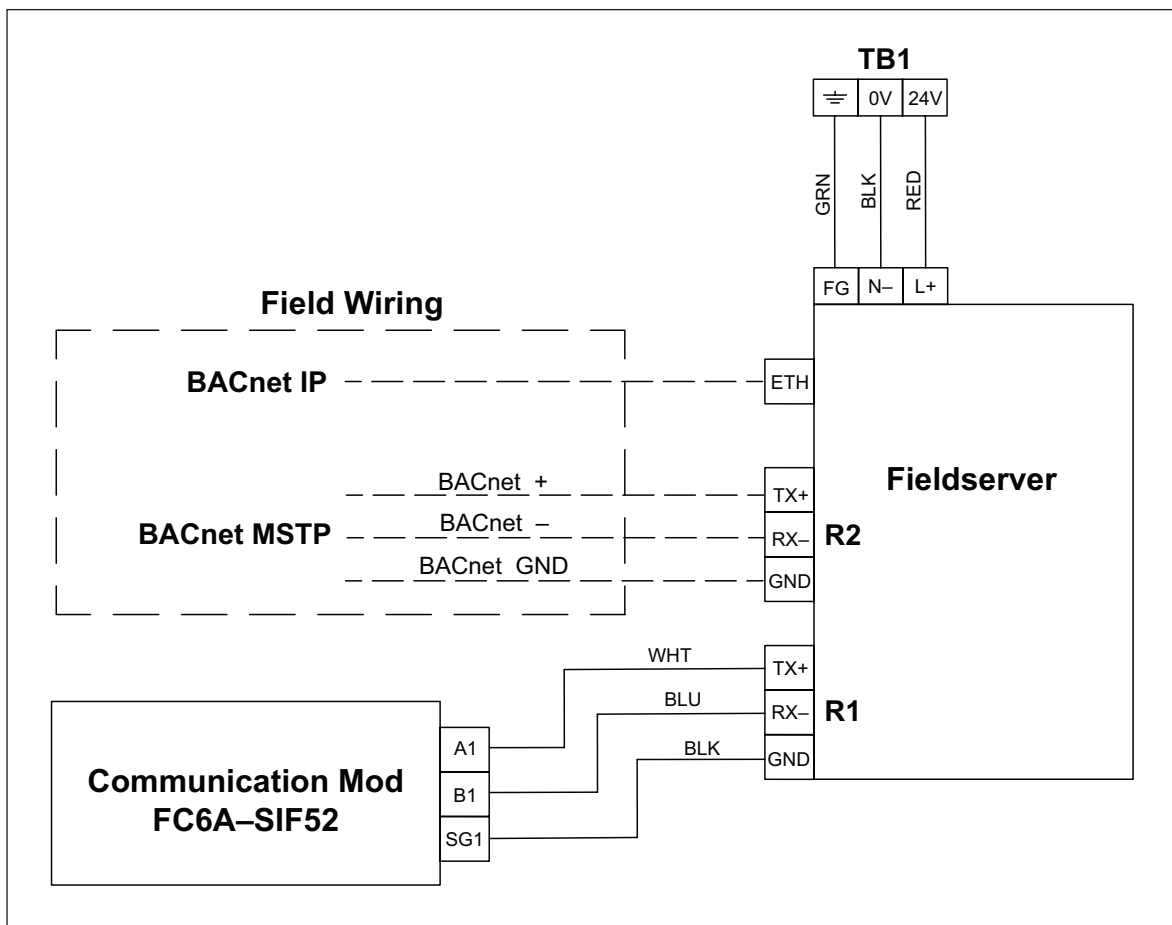 TB1
0V 24V
GRN BLK RED
FG N– L+
Field Wiring
BACnet IP
ETH
Fieldserver
BACnet +
TX+
BACnet MSTP
BACnet –
RX– R2
BACnet GND
GND
WHT
TX+
BLU
RX– R1
BLK
GND
A1
Communication Mod
FC6A–SIF52
B1
SG1